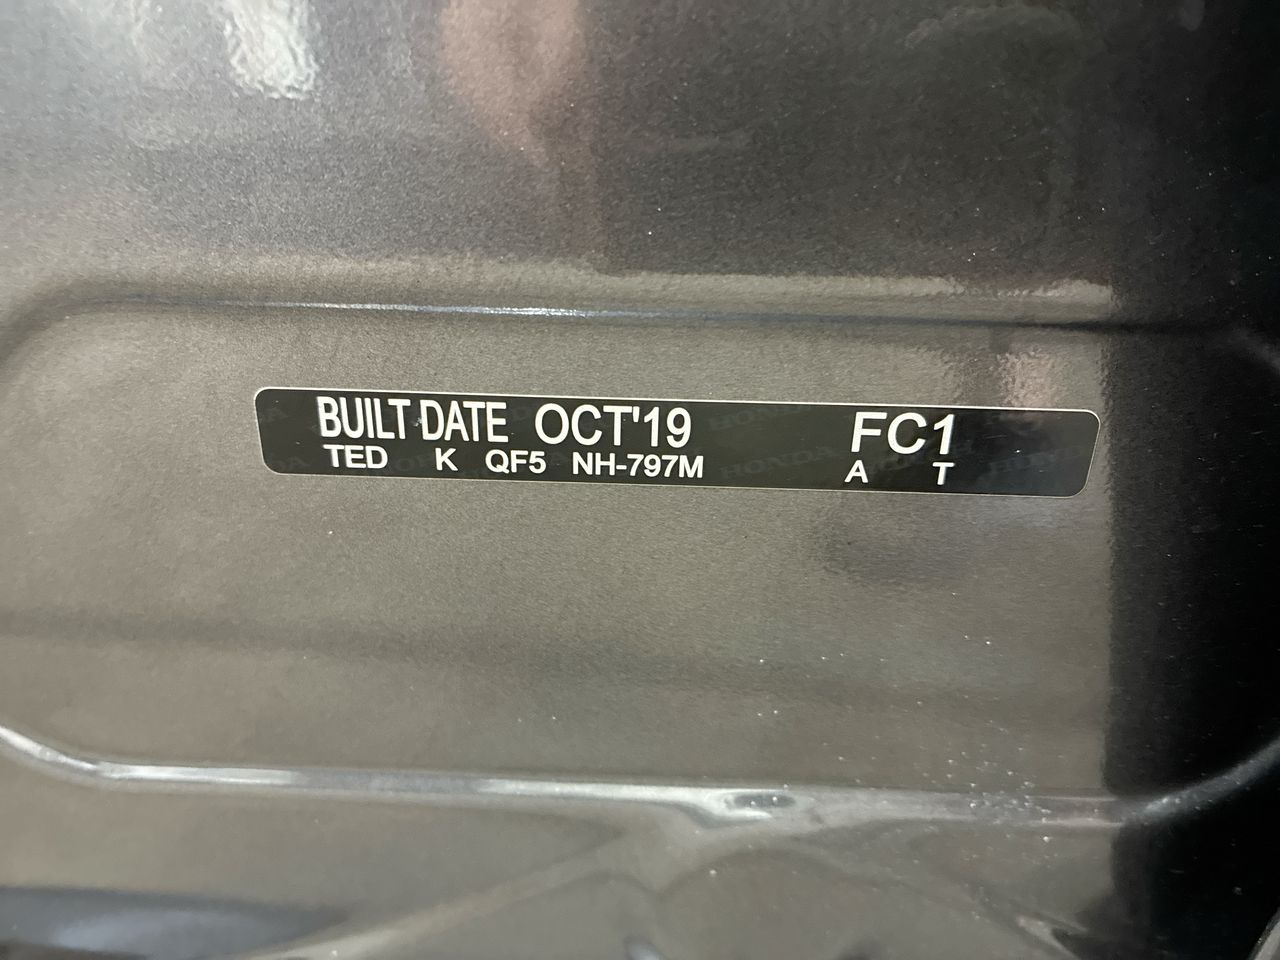 BUILT DATE OCT'19 FC1
TED K QF5 NH-797M A T